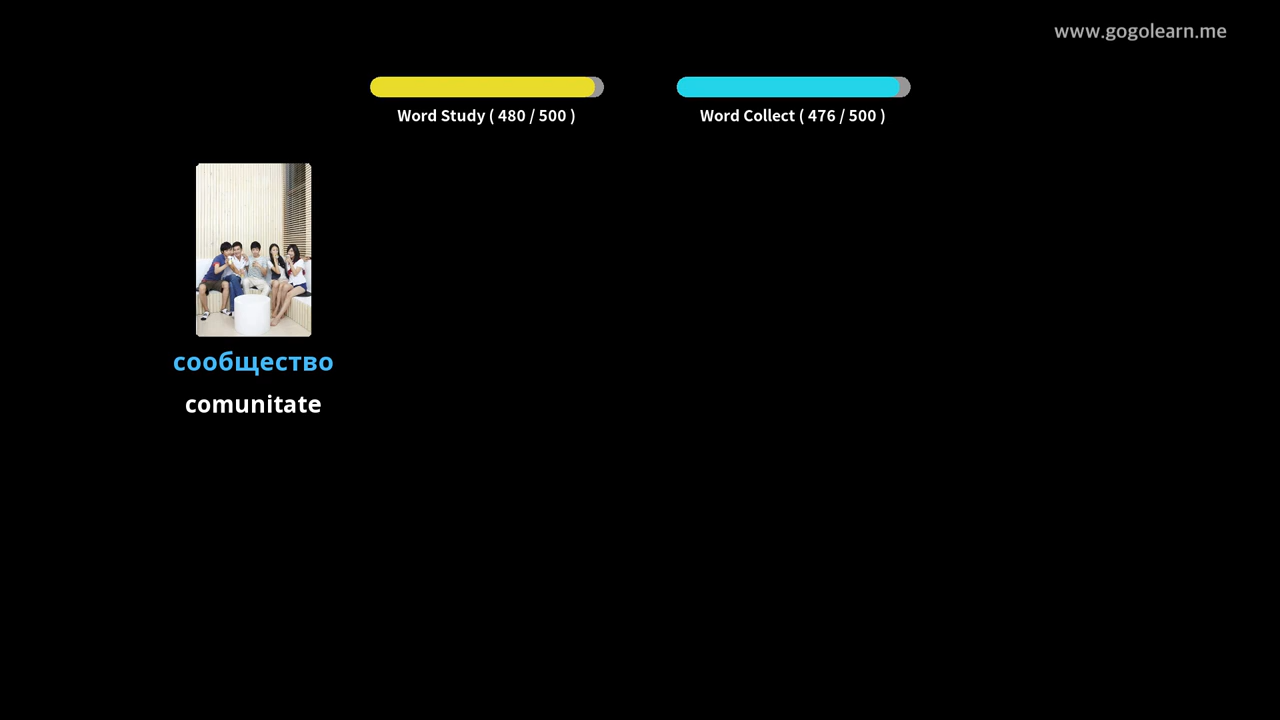 www.gogolearn.me
Word Study ( 480 / 500 )
Word Collect ( 476 / 500 )
сообщество
comunitate